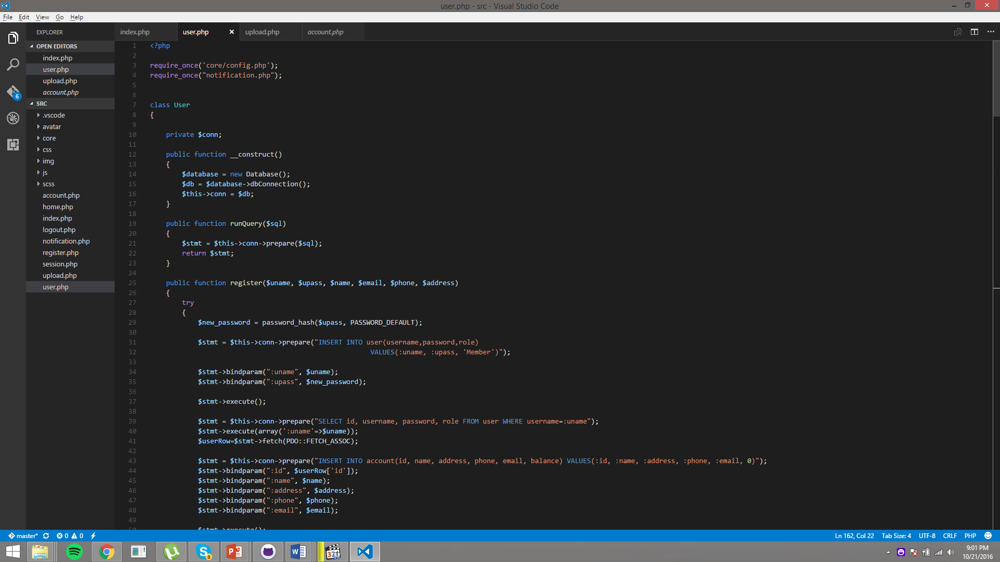 user.php - src - Visual Studio Code
File Edit View Go Help
EXPLORER
OPEN EDITORS
index.php
user.php
upload.php
account.php
SRC
.vscode
avatar
core
css
img
js
scss
account.php
home.php
index.php
logout.php
notification.php
register.php
session.php
upload.php
user.php
6
index.php user.php upload.php account.php
1 <?php
2
3 require_once('core/config.php');
4 require_once("notification.php");
5
6
7 class User
8 {
9
10     private $conn;
11
12     public function __construct()
13     {
14         $database = new Database();
15         $db = $database->dbConnection();
16         $this->conn = $db;
17     }
18
19     public function runQuery($sql)
20     {
21         $stmt = $this->conn->prepare($sql);
22         return $stmt;
23     }
24
25     public function register($uname, $upass, $name, $email, $phone, $address)
26     {
27         try
28         {
29             $new_password = password_hash($upass, PASSWORD_DEFAULT);
30
31             $stmt = $this->conn->prepare("INSERT INTO user(username,password,role)
32                                                        VALUES(:uname, :upass, 'Member')");
33
34             $stmt->bindparam(":uname", $uname);
35             $stmt->bindparam(":upass", $new_password);
36
37             $stmt->execute();
38
39             $stmt = $this->conn->prepare("SELECT id, username, password, role FROM user WHERE username=:uname");
40             $stmt->execute(array(':uname'=>$uname));
41             $userRow=$stmt->fetch(PDO::FETCH_ASSOC);
42
43             $stmt = $this->conn->prepare("INSERT INTO account(id, name, address, phone, email, balance) VALUES(:id, :name, :address, :phone, :email, 0)");
44             $stmt->bindparam(":id", $userRow['id']);
45             $stmt->bindparam(":name", $name);
46             $stmt->bindparam(":address", $address);
47             $stmt->bindparam(":phone", $phone);
48             $stmt->bindparam(":email", $email);
49
50             $stmt->execute();
master* 0 0 Ln 162, Col 22 Tab Size: 4 UTF-8 CRLF PHP
1
321
9:01 PM
10/21/2016